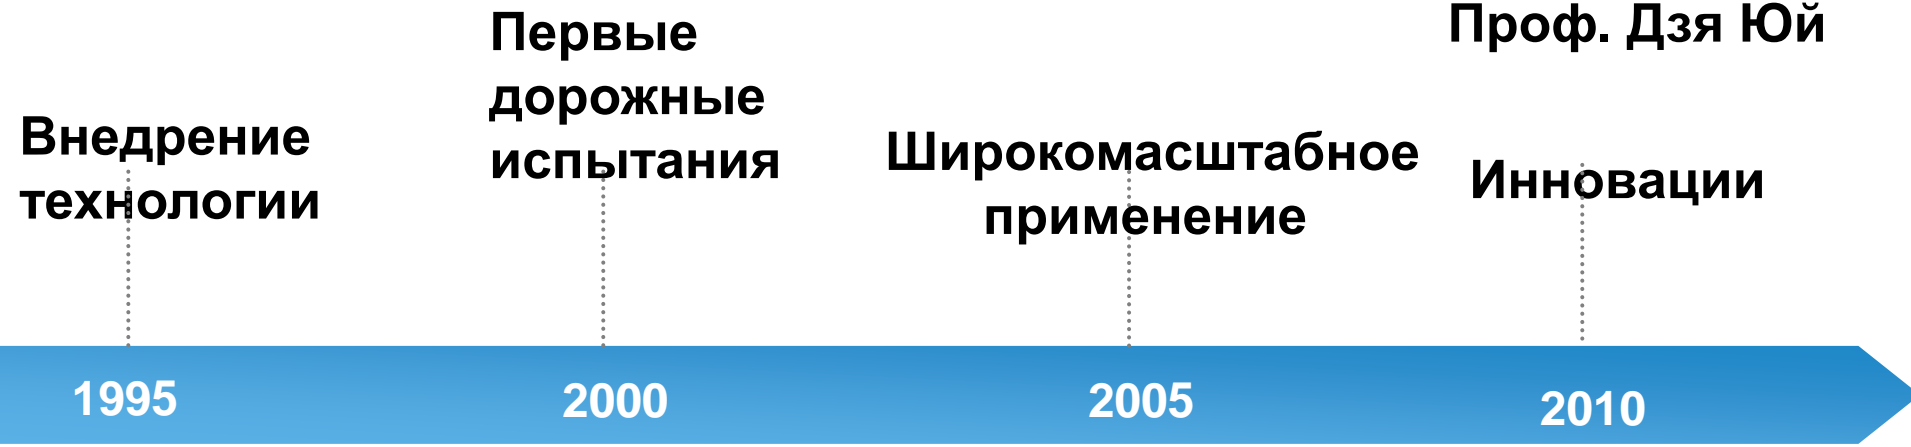 Внедрение
технологии
Первые
дорожные
испытания
Широкомасштабное
применение
Проф. Дзя Юй
Инновации
1995
2000
2005
2010